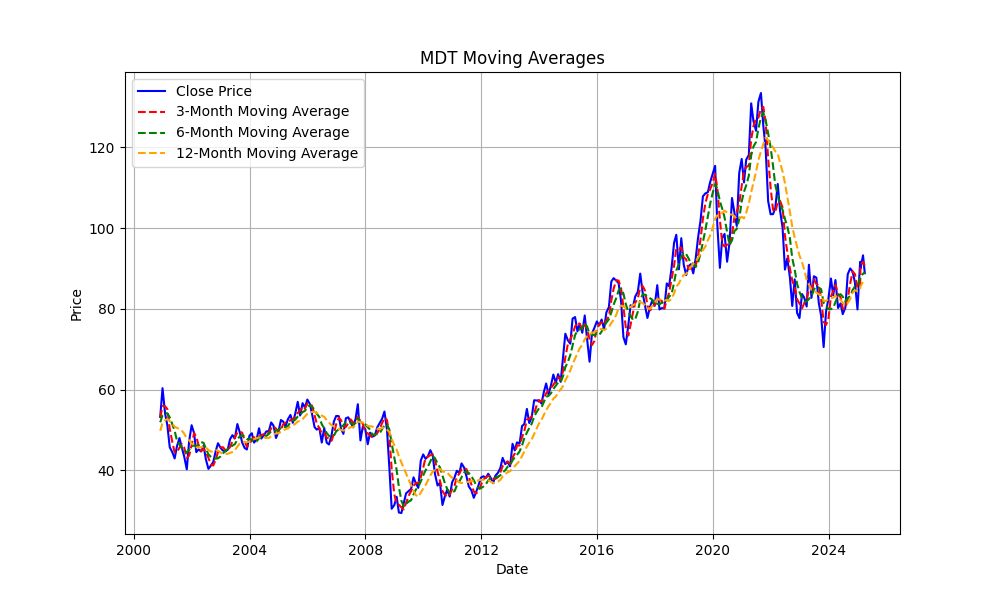 MDT Moving Averages
Close Price
3-Month Moving Average
6-Month Moving Average
12-Month Moving Average
Price
120
100
80
60
40
2000 2004 2008 2012 2016 2020 2024
Date